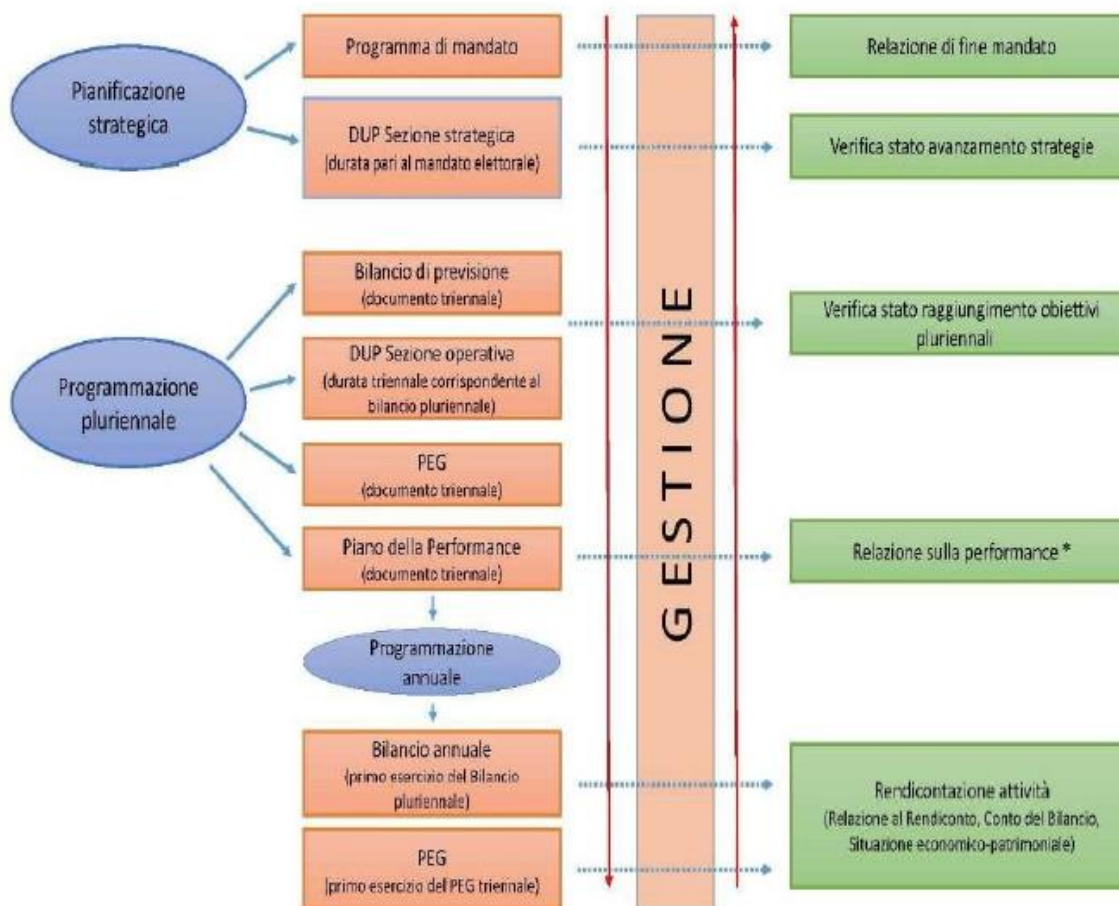 Pianificazione
strategica
Programma di mandato
Relazione di fine mandato
DUP Sezione strategica
(durata pari al mandato elettorale)
Verifica stato avanzamento strategie
Programmazione
pluriennale
Bilancio di previsione
(documento triennale)
DUP Sezione operativa
(durata triennale corrispondente al
bilancio pluriennale)
Verifica stato raggiungimento obiettivi
pluriennali
PEG
(documento triennale)
Piano della Performance
(documento triennale)
Relazione sulla performance *
GESTIONE
Programmazione
annuale
Bilancio annuale
(primo esercizio del Bilancio
pluriennale)
PEG
(primo esercizio del PEG triennale)
Rendicontazione attività
(Relazione al Rendiconto, Conto del Bilancio,
Situazione economico-patrimoniale)